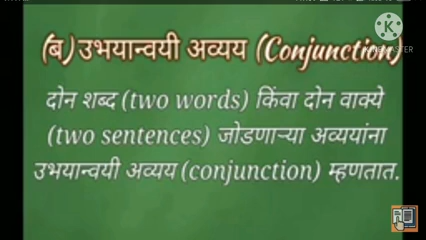 (ब) उभयान्वयी अव्यय (Conjunction)
KINEMASTER
दोन शब्द (two words) किंवा दोन वाक्ये
(two sentences) जोडणाऱ्या अव्ययांना
उभयान्वयी अव्यय (conjunction) म्हणतात.